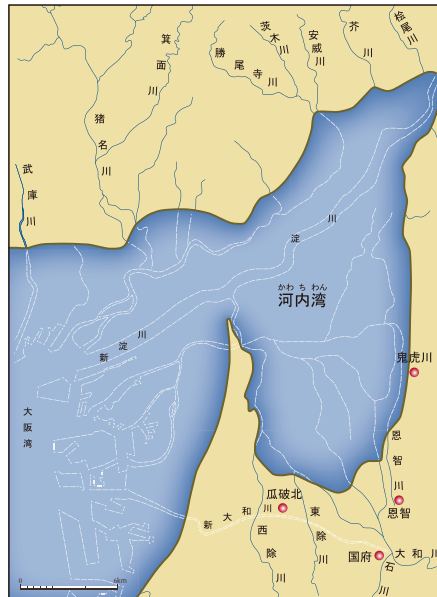 桧尾川
芥川
安威川
茨木川
勝尾寺川
箕面川
猪名川
武庫川
淀川
かわちわん
河内湾
新淀川
鬼虎川
大阪湾
恩智川
恩智
瓜破北
新大和川
東除川
西除川
国府
大和川
石川
0 5km